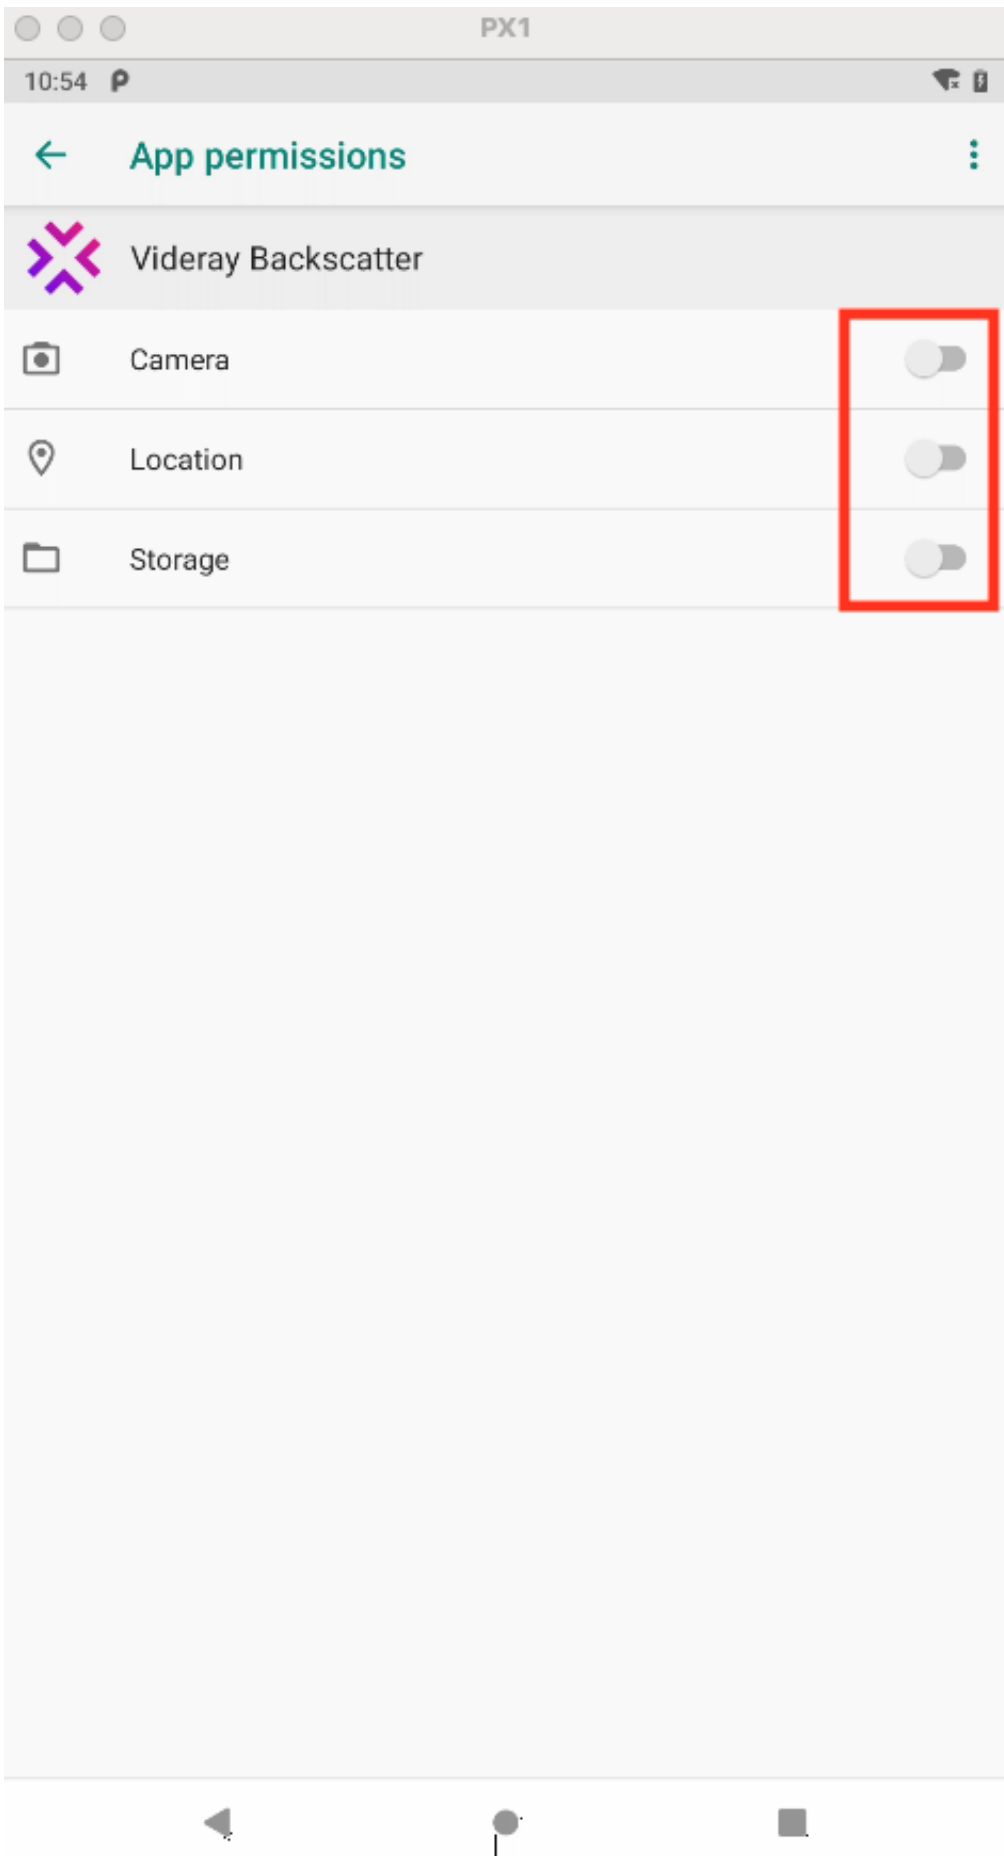 PX1
10:54
App permissions
Videray Backscatter
Camera
Location
Storage